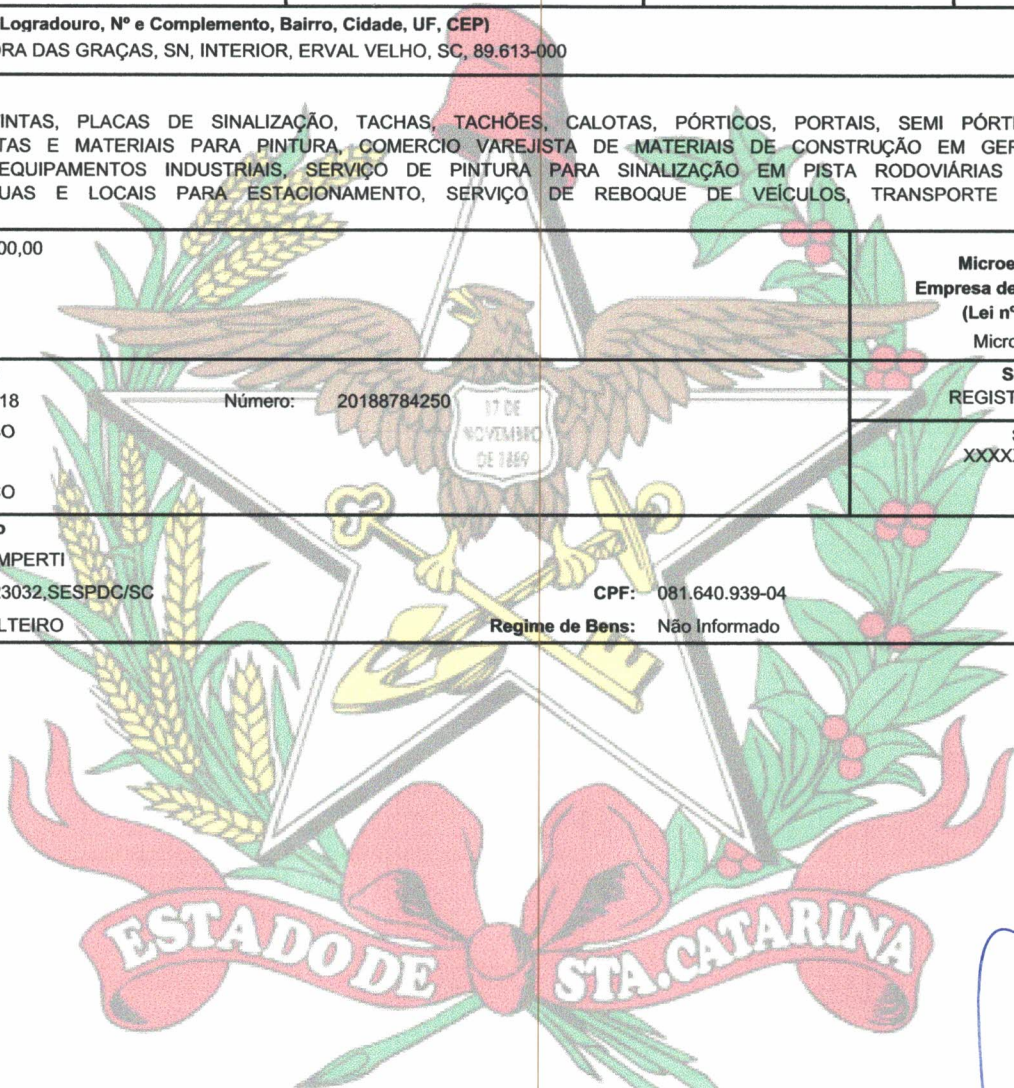 Logradouro, Nº e Complemento, Bairro, Cidade, UF, CEP)
RA DAS GRAÇAS, SN, INTERIOR, ERVAL VELHO, SC, 89.613-000
INTAS, PLACAS DE SINALIZAÇÃO, TACHAS, TACHÕES, CALOTAS, PÓRTICOS, PORTAIS, SEMI PÓRTI
TAS E MATERIAIS PARA PINTURA, COMERCIO VAREJISTA DE MATERIAIS DE CONSTRUÇÃO EM GER
EQUIPAMENTOS INDUSTRIAIS, SERVIÇO DE PINTURA PARA SINALIZAÇÃO EM PISTA RODOVIÁRIAS
UAS E LOCAIS PARA ESTACIONAMENTO, SERVIÇO DE REBOQUE DE VEÍCULOS, TRANSPORTE
00,00
Microe
Empresa de
(Lei nº
Micro
18 Número: 20188784250
SO
SO
S
REGIST
S
XXXX
MPERTI
3032,SESPDC/SC CPF: 081.640.939-04
LTEIRO Regime de Bens: Não Informado
17 DE
NOVEMBRO
DE 1889
ESTADO DE STA.CATARINA